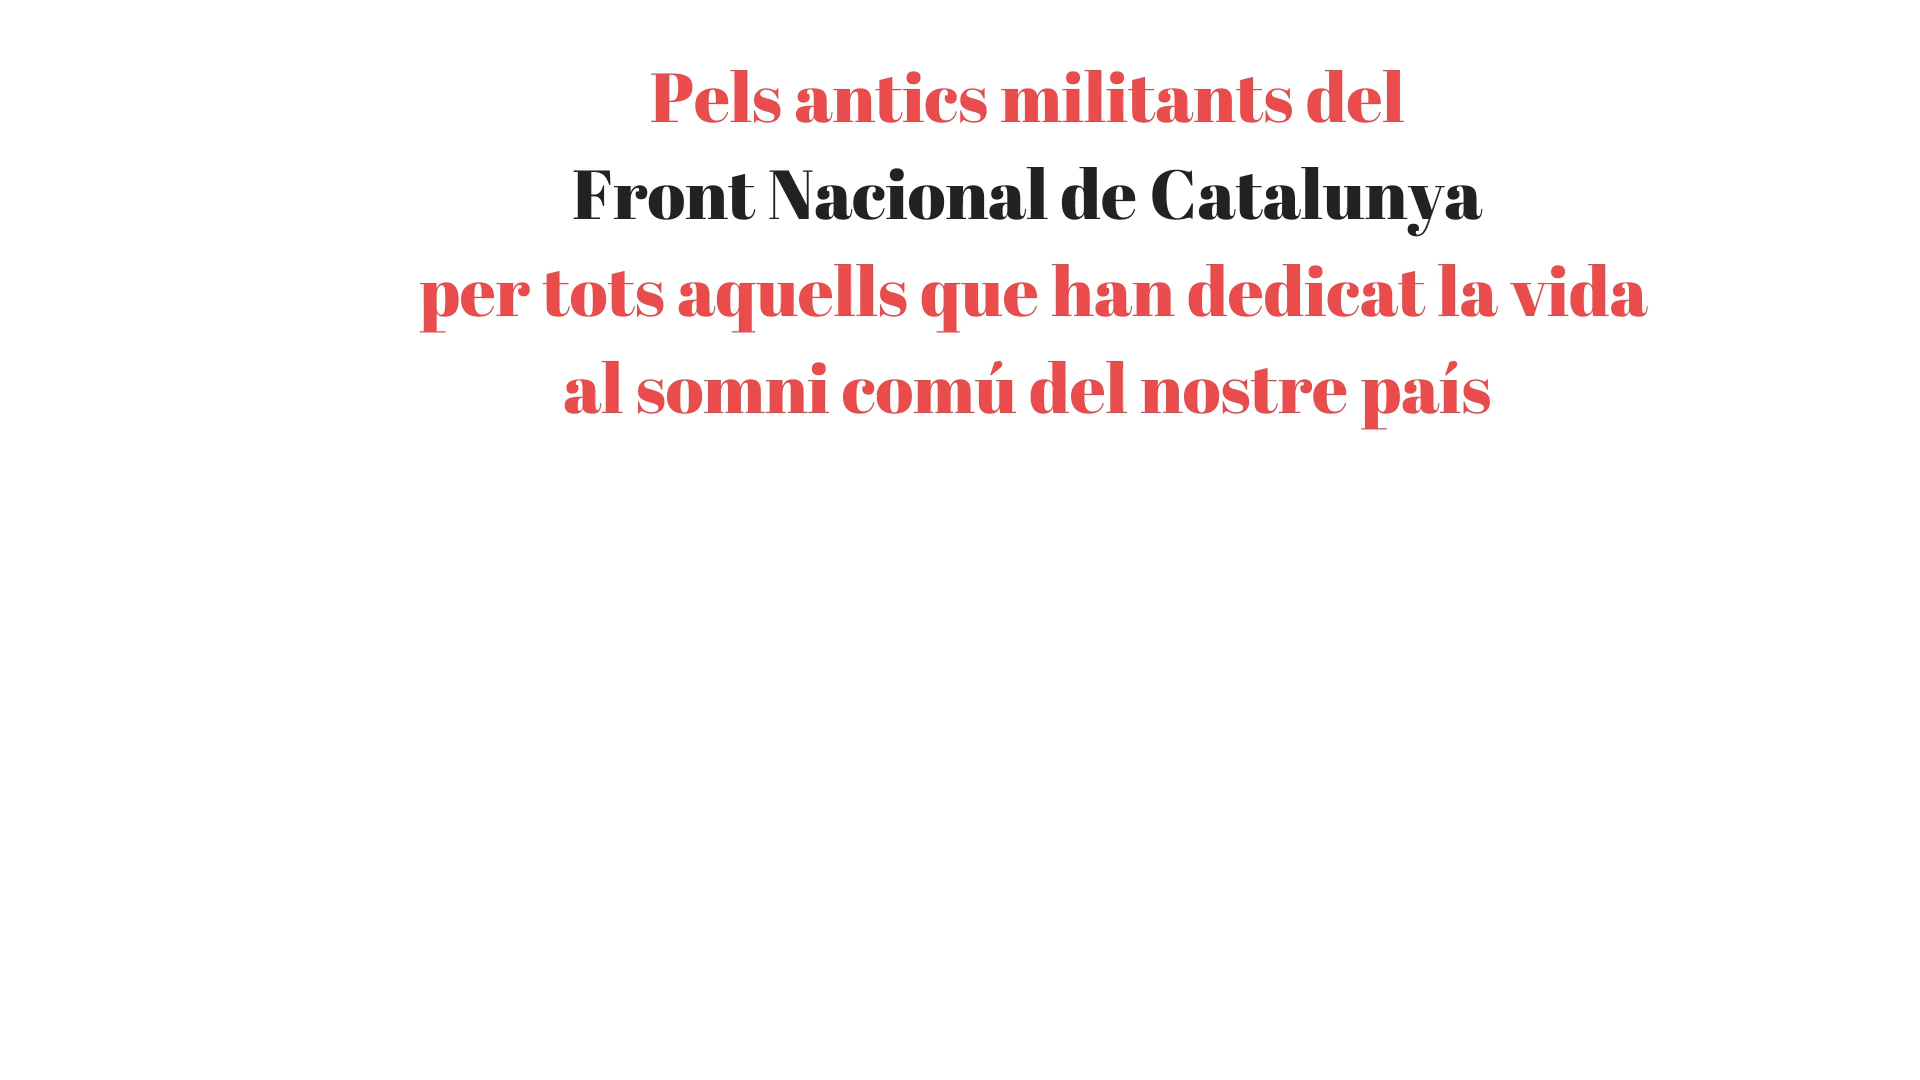 Pels antics militants del
Front Nacional de Catalunya
per tots aquells que han dedicat la vida
al somni comú del nostre país